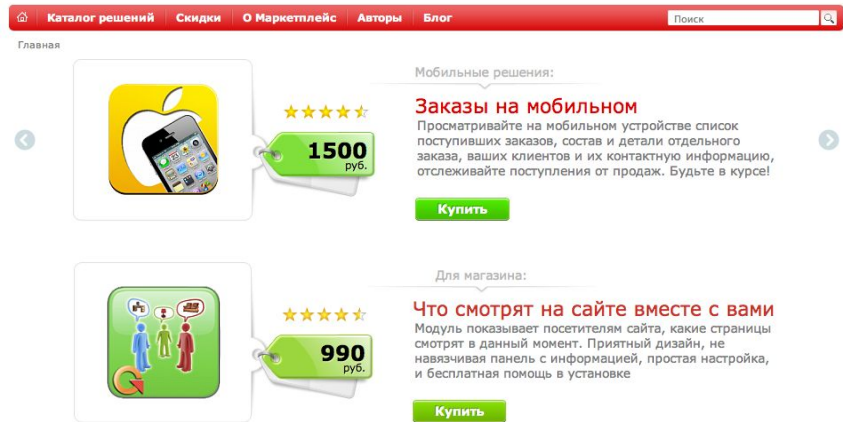 Каталог решений Скидки О Маркетплейс Авторы Блог Поиск
Главная
Мобильные решения:
Заказы на мобильном
Просматривайте на мобильном устройстве список
поступивших заказов, состав и детали отдельного
заказа, ваших клиентов и их контактную информацию,
отслеживайте поступления от продаж. Будьте в курсе!
1500
руб.
Купить
Для магазина:
Что смотрят на сайте вместе с вами
Модуль показывает посетителям сайта, какие страницы
смотрят в данный момент. Приятный дизайн, не
навязчивая панель с информацией, простая настройка,
и бесплатная помощь в установке
990
руб.
Купить